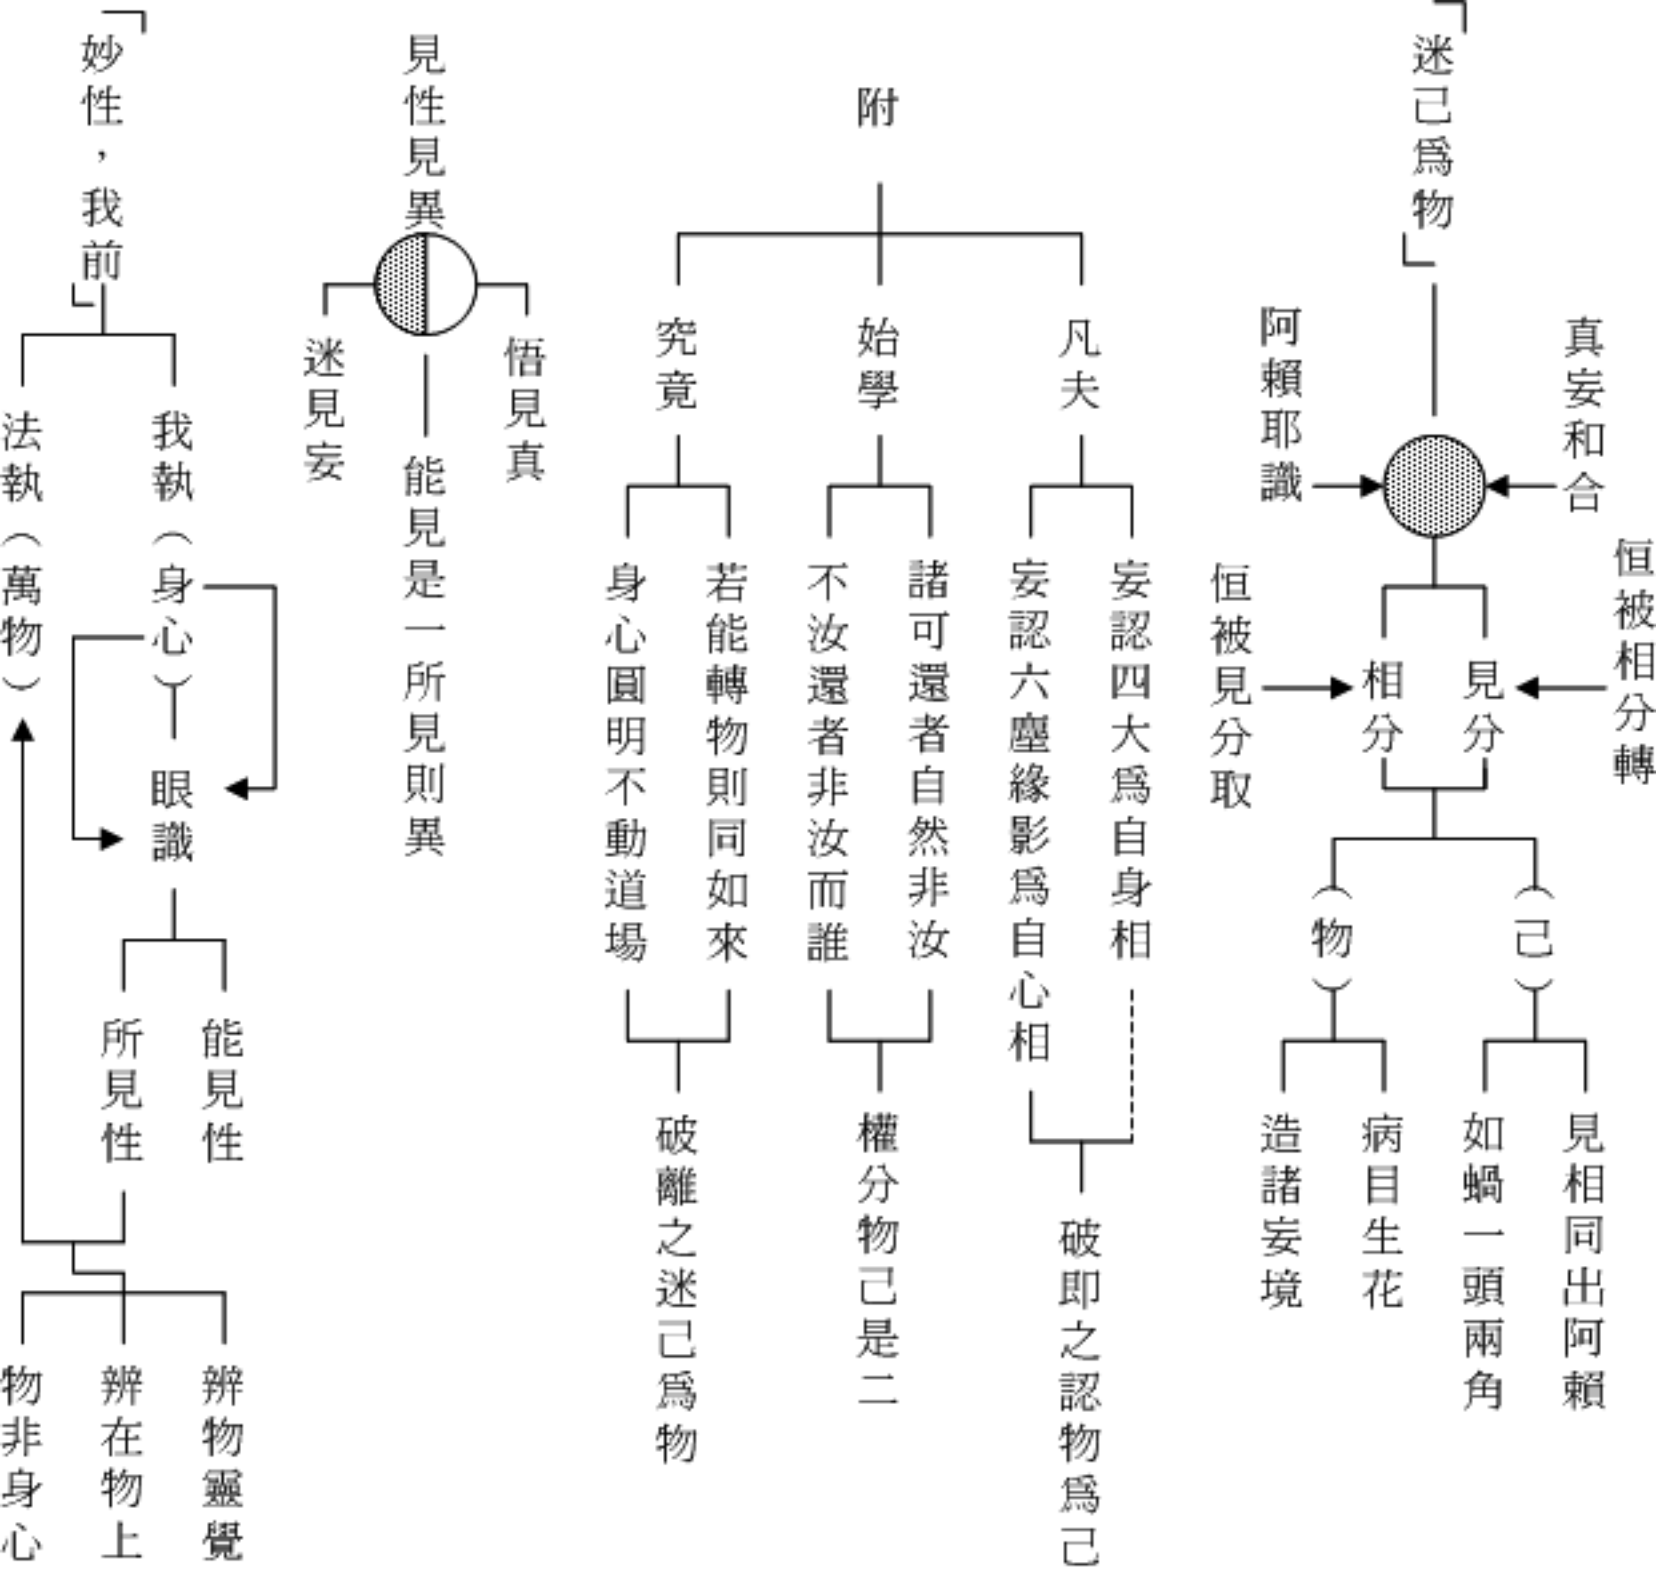 「迷己爲物」
真妄和合
阿賴耶識
恒被相分轉
見分
相分
恒被見分取
（己）
（物）
見相同出阿賴
如蝸一頭兩角
病目生花
造諸妄境
附
凡夫
始學
究竟
妄認四大爲自身相
妄認六塵緣影爲自心相
諸可還者自然非汝
不汝還者非汝而誰
若能轉物則同如來
身心圓明不動道場
破即之認物爲己
權分物己是二
破離之迷己爲物
見性見異
悟見真
迷見妄
能見是一所見則異
「妙性，我前」
我執（身心）
法執（萬物）
眼識
能見性
所見性
辨物靈覺
辨在物上
物非身心